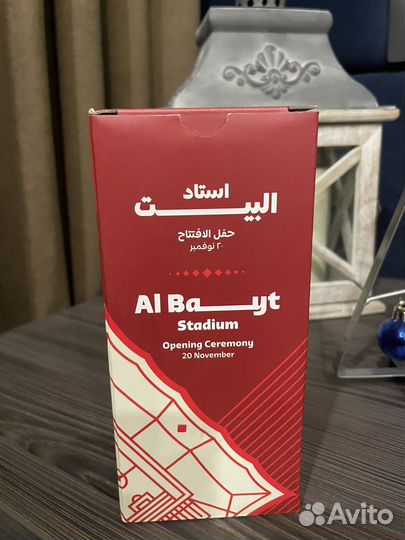 استاد
البيت
حفل الافتتاح
٢٠ نوفمبر
Al Bayt
Stadium
Opening Ceremony
20 November
Avito